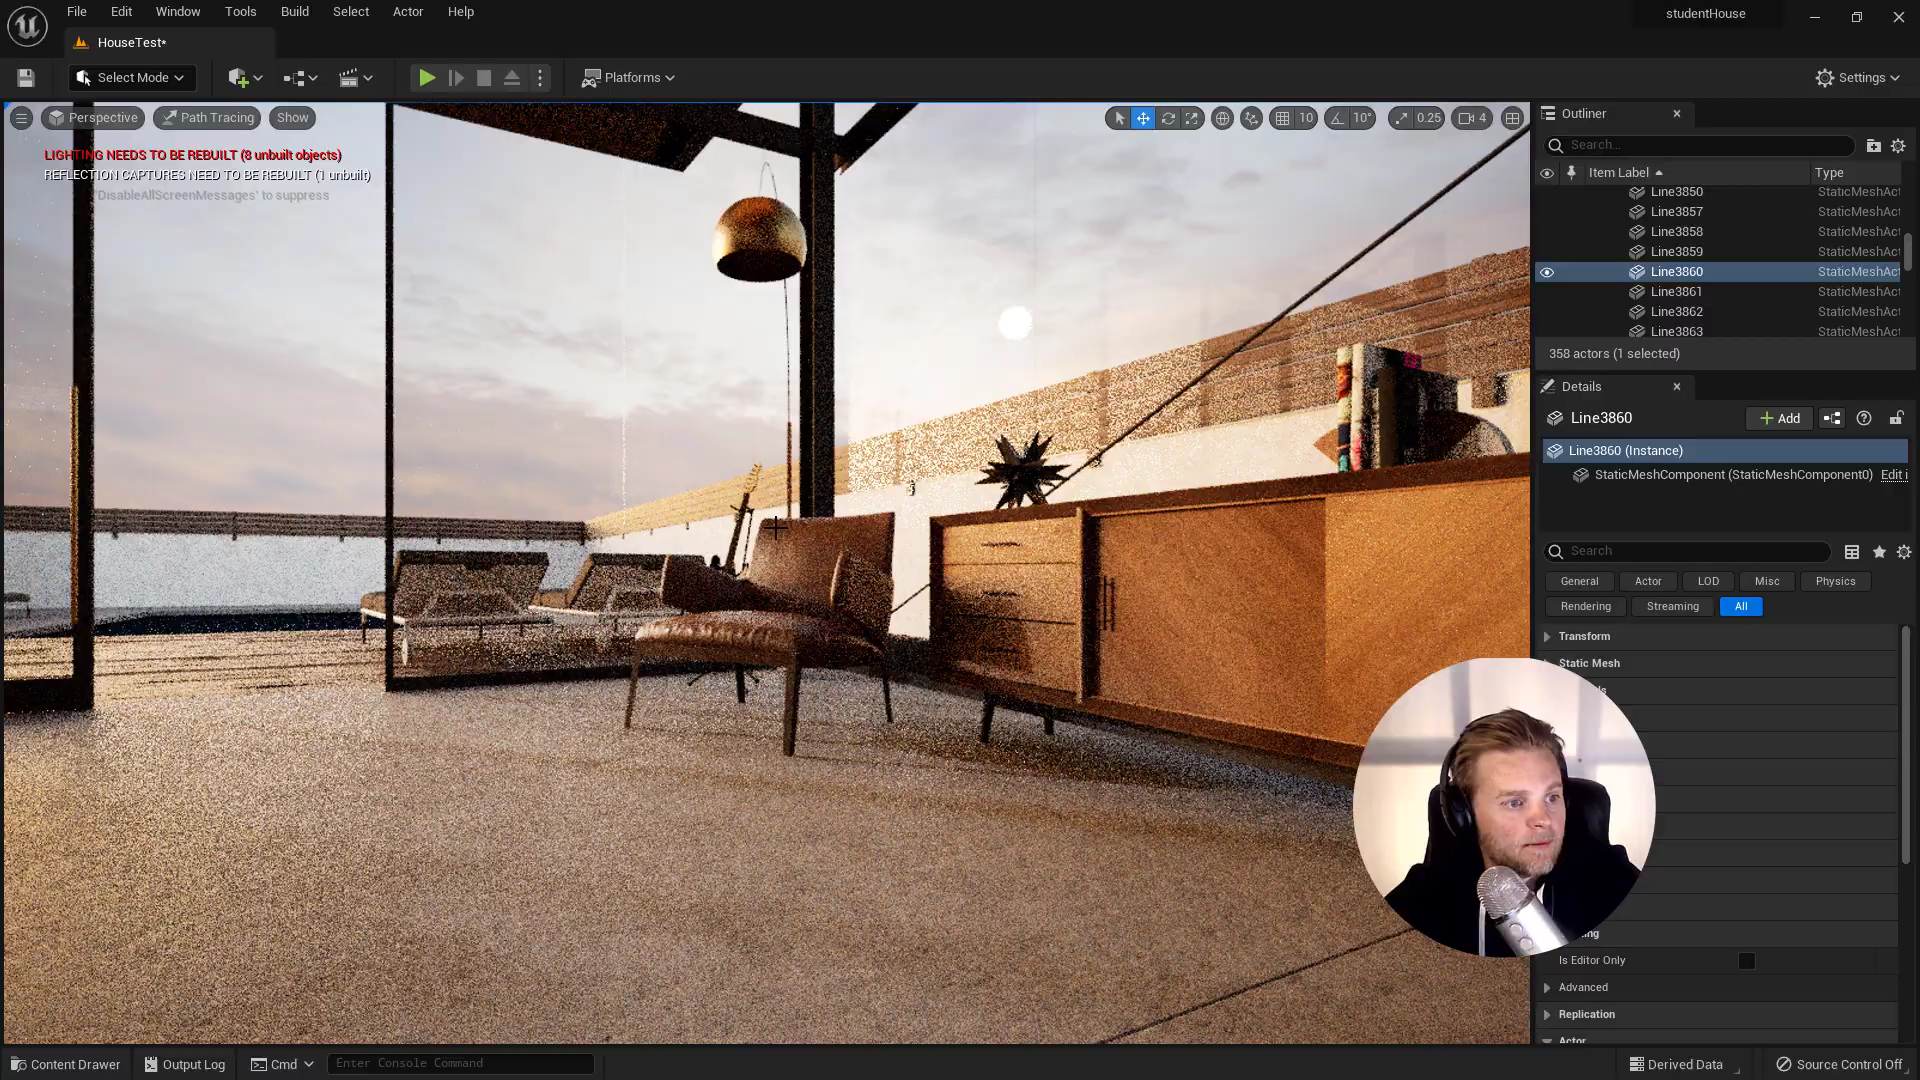 File Edit Window Tools Build Select Actor Help
studentHouse
HouseTest*
Select Mode
Platforms
Settings
Perspective
Path Tracing
Show
10
10°
0.25
4
LIGHTING NEEDS TO BE REBUILT (8 unbuilt objects)
REFLECTION CAPTURES NEED TO BE REBUILT (1 unbuilt)
'DisableAllScreenMessages' to suppress
Outliner
Search...
Item Label
Type
Line3850 StaticMeshAct
Line3857 StaticMeshAct
Line3858 StaticMeshAct
Line3859 StaticMeshAct
Line3860 StaticMeshAct
Line3861 StaticMeshAct
Line3862 StaticMeshAct
Line3863 StaticMeshAct
358 actors (1 selected)
Details
Line3860
Add
Line3860 (Instance)
StaticMeshComponent (StaticMeshComponent0) Edit i
Search
General Actor LOD Misc Physics
Rendering Streaming All
Transform
Static Mesh
Is Editor Only
Advanced
Replication
Actor
Content Drawer
Output Log
Cmd
Enter Console Command
Derived Data
Source Control Off